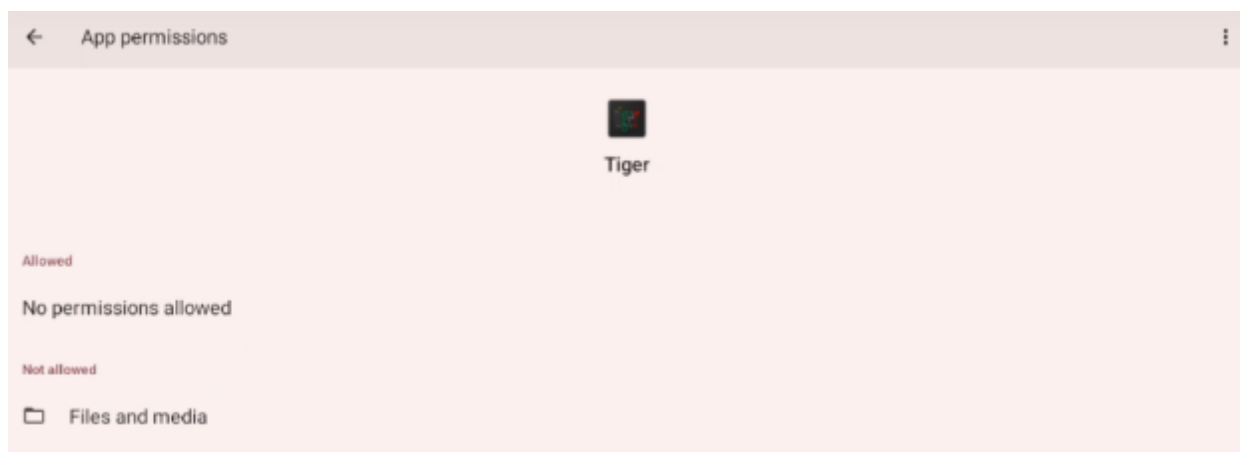 App permissions
Tiger
Allowed
No permissions allowed
Not allowed
Files and media